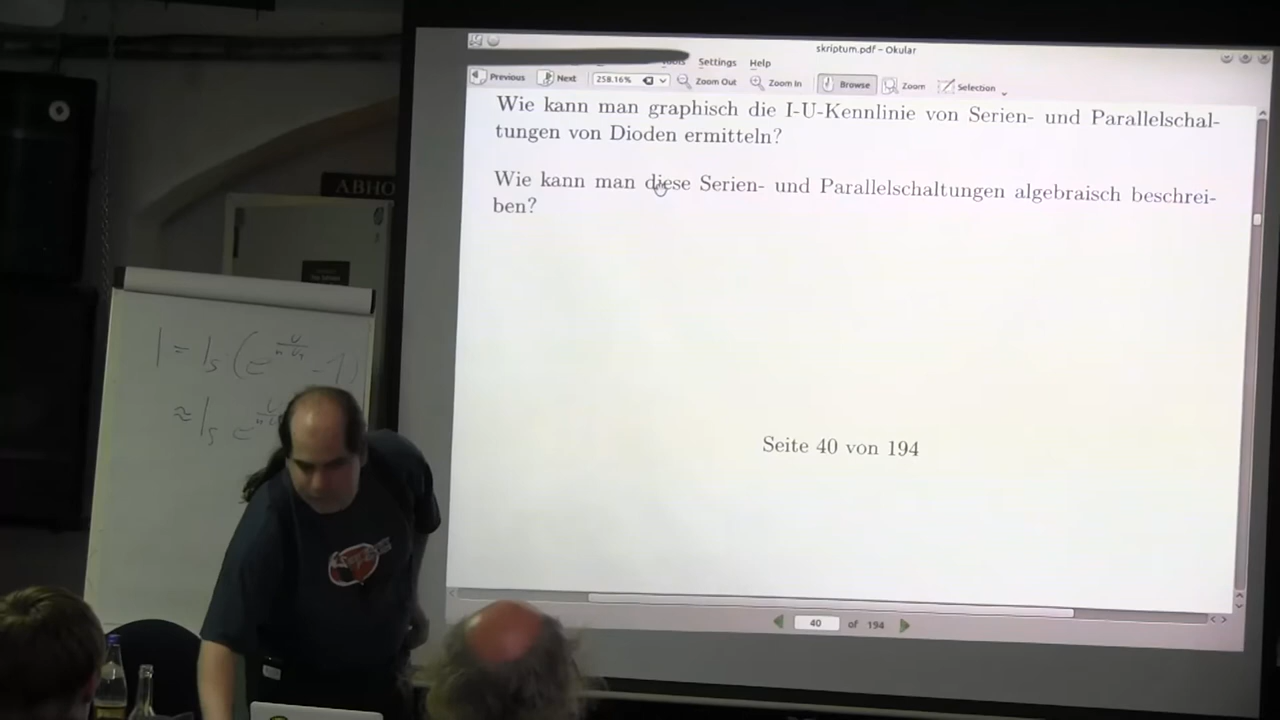 skriptum.pdf - Okular
Settings Help
Previous Next 258.16% Zoom Out Zoom In Browse Zoom Selection
Wie kann man graphisch die I-U-Kennlinie von Serien- und Parallelschal-
tungen von Dioden ermitteln?
Wie kann man diese Serien- und Parallelschaltungen algebraisch beschrei-
ben?
Seite 40 von 194
40 of 194
ABHO
I = I_S (e^
≈ I_S e